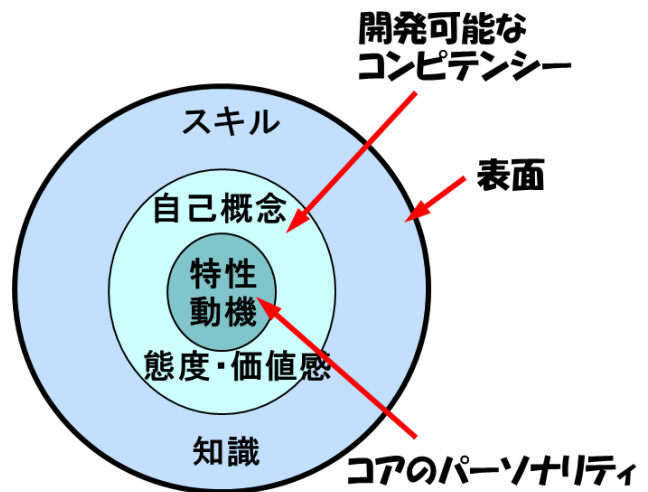 開発可能な
コンピテンシー
スキル
表面
自己概念
特性
動機
態度・価値感
知識
コアのパーソナリティ